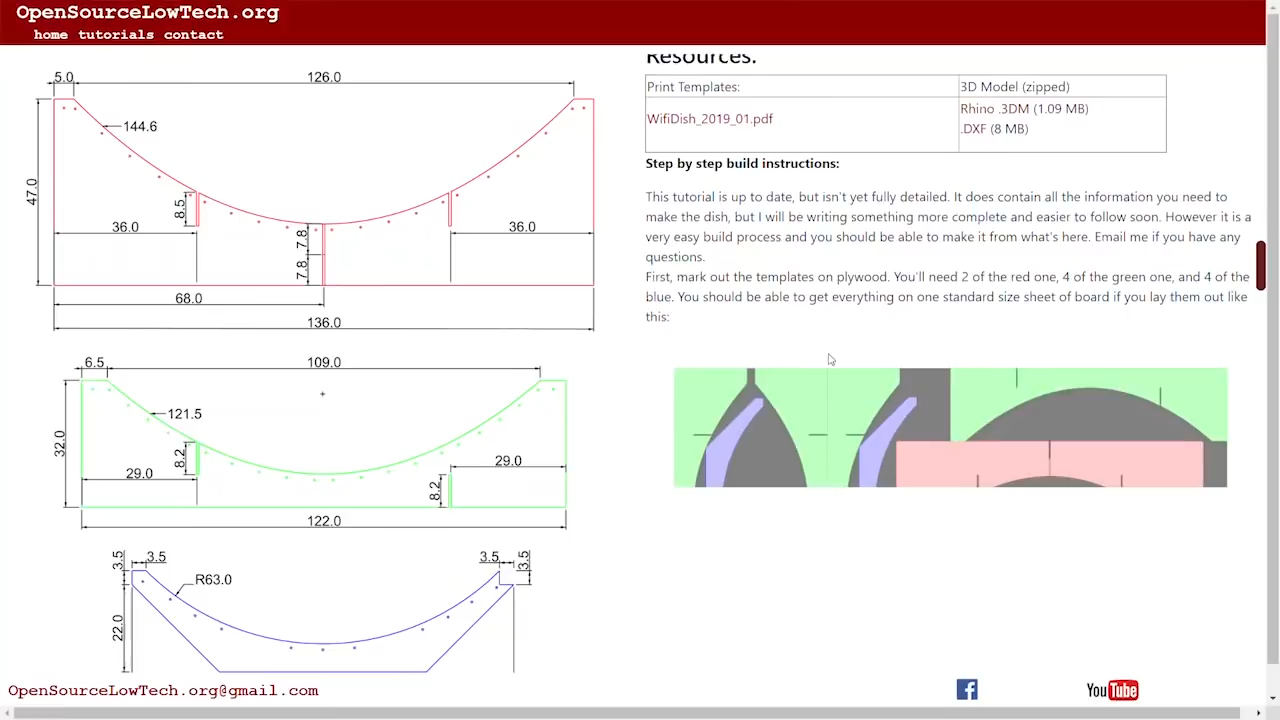 OpenSourceLowTech.org
home tutorials contact
5.0
126.0
144.6
47.0
8.5
36.0
7.8
7.8
36.0
68.0
136.0
6.5
109.0
121.5
32.0
8.2
29.0
29.0
8.2
122.0
3.5
3.5
3.5
3.5
R63.0
22.0
Resources:
Print Templates:
3D Model (zipped)
WifiDish_2019_01.pdf
Rhino .3DM (1.09 MB)
.DXF (8 MB)
Step by step build instructions:
This tutorial is up to date, but isn't yet fully detailed. It does contain all the information you need to
make the dish, but I will be writing something more complete and easier to follow soon. However it is a
very easy build process and you should be able to make it from what's here. Email me if you have any
questions.
First, mark out the templates on plywood. You'll need 2 of the red one, 4 of the green one, and 4 of the
blue. You should be able to get everything on one standard size sheet of board if you lay them out like
this:
OpenSourceLowTech.org@gmail.com
f
YouTube